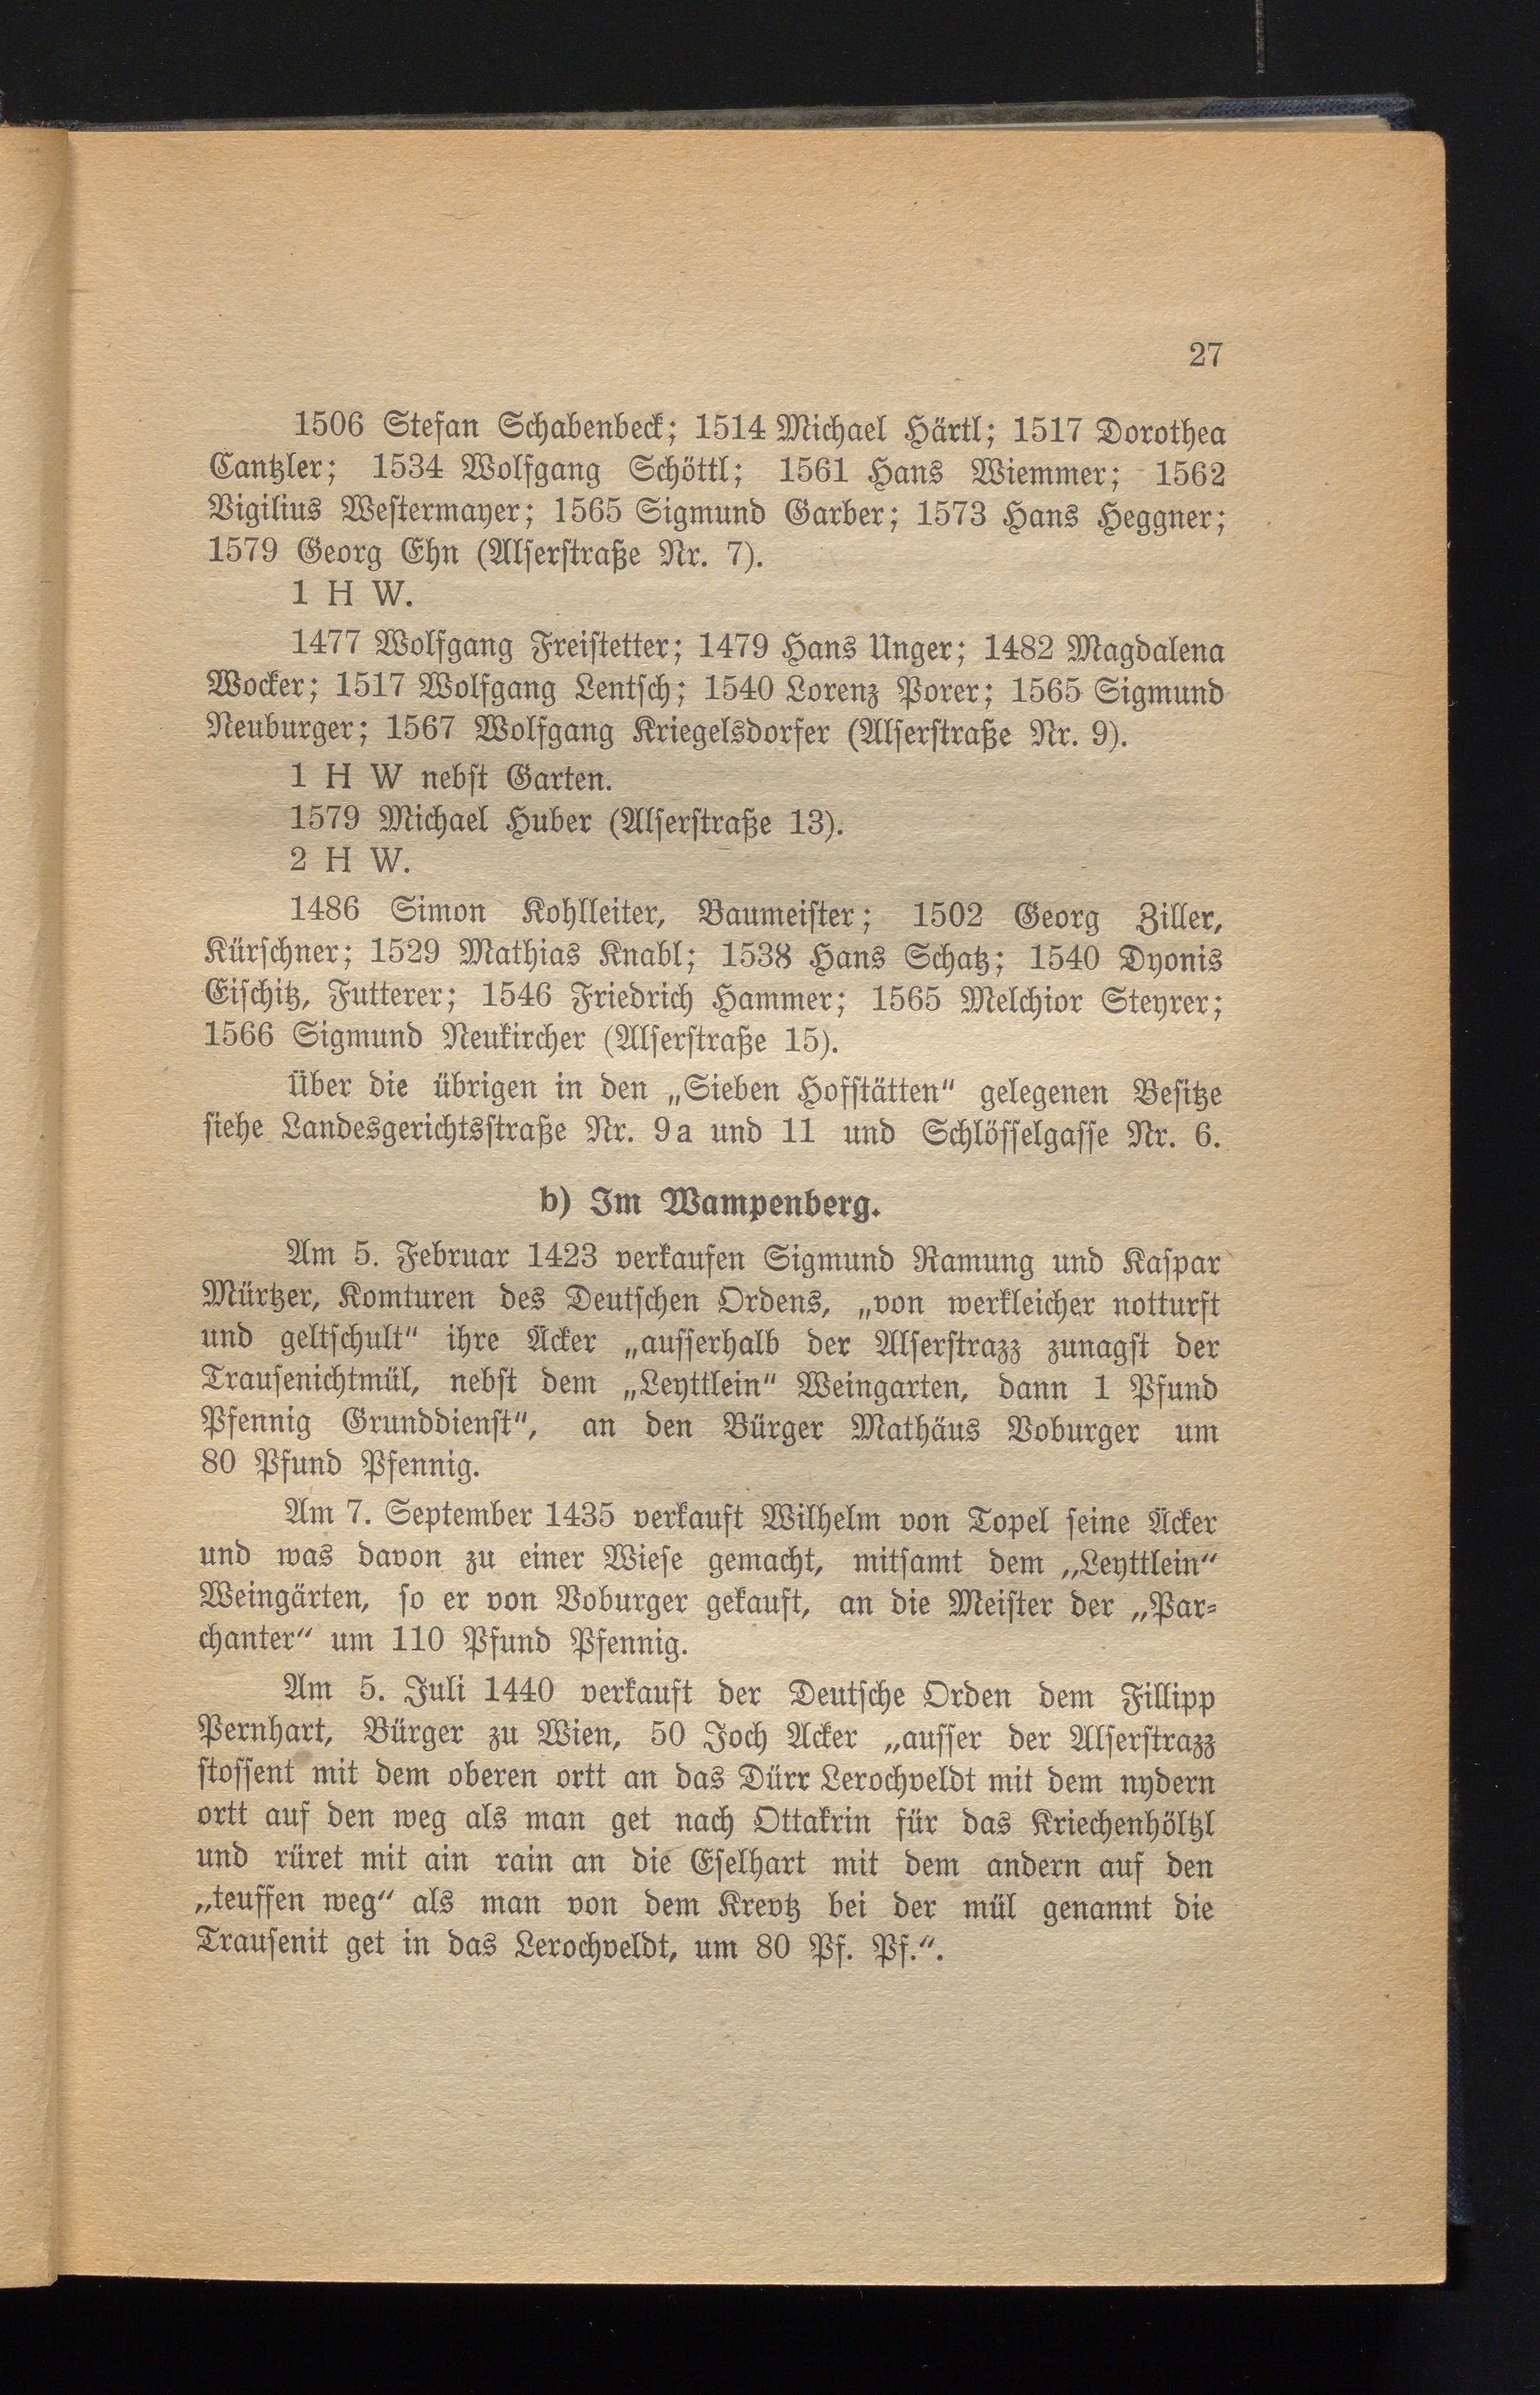 27
1506 Stefan Schabenbeck; 1514 Michael Härtl; 1517 Dorothea
Cantzler; 1534 Wolfgang Schöttl; 1561 Hans Wiemmer; 1562
Vigilius Westermayer; 1565 Sigmund Garber; 1573 Hans Heggner;
1579 Georg Ehn (Alserstraße Nr. 7).
1 H W.
1477 Wolfgang Freistetter; 1479 Hans Unger; 1482 Magdalena
Wocker; 1517 Wolfgang Lentsch; 1540 Lorenz Porer; 1565 Sigmund
Neuburger; 1567 Wolfgang Kriegelsdorfer (Alserstraße Nr. 9).
1 H W nebst Garten.
1579 Michael Huber (Alserstraße 13).
2 H W.
1486 Simon Kohlleiter, Baumeister; 1502 Georg Ziller,
Kürschner; 1529 Mathias Knabl; 1538 Hans Schatz; 1540 Dyonis
Eischitz, Futterer; 1546 Friedrich Hammer; 1565 Melchior Steyrer;
1566 Sigmund Neukircher (Alserstraße 15).
Über die übrigen in den „Sieben Hofstätten“ gelegenen Besitze
siehe Landesgerichtsstraße Nr. 9a und 11 und Schlösselgasse Nr. 6.
b) Im Wampenberg.
Am 5. Februar 1423 verkaufen Sigmund Ramung und Kaspar
Mürtzer, Komturen des Deutschen Ordens, „von werkleicher notturft
und geltschult“ ihre Äcker „ausserhalb der Alserstrazz zunagst der
Trausenichtmül, nebst dem „Leyttlein“ Weingarten, dann 1 Pfund
Pfennig Grunddienst“, an den Bürger Mathäus Voburger um
80 Pfund Pfennig.
Am 7. September 1435 verkauft Wilhelm von Topel seine Äcker
und was davon zu einer Wiese gemacht, mitsamt dem „Leyttlein“
Weingärten, so er von Voburger gekauft, an die Meister der „Par-
chanter“ um 110 Pfund Pfennig.
Am 5. Juli 1440 verkauft der Deutsche Orden dem Fillipp
Pernhart, Bürger zu Wien, 50 Joch Acker „ausser der Alserstrazz
stossent mit dem oberen ortt an das Dürr Lerochveldt mit dem nydern
ortt auf den weg als man get nach Ottakrin für das Kriechenhöltzl
und rüret mit ain rain an die Eselhart mit dem andern auf den
„teuffen weg“ als man von dem Krevtz bei der mül genannt die
Trausenit get in das Lerochveldt, um 80 Pf. Pf.“.